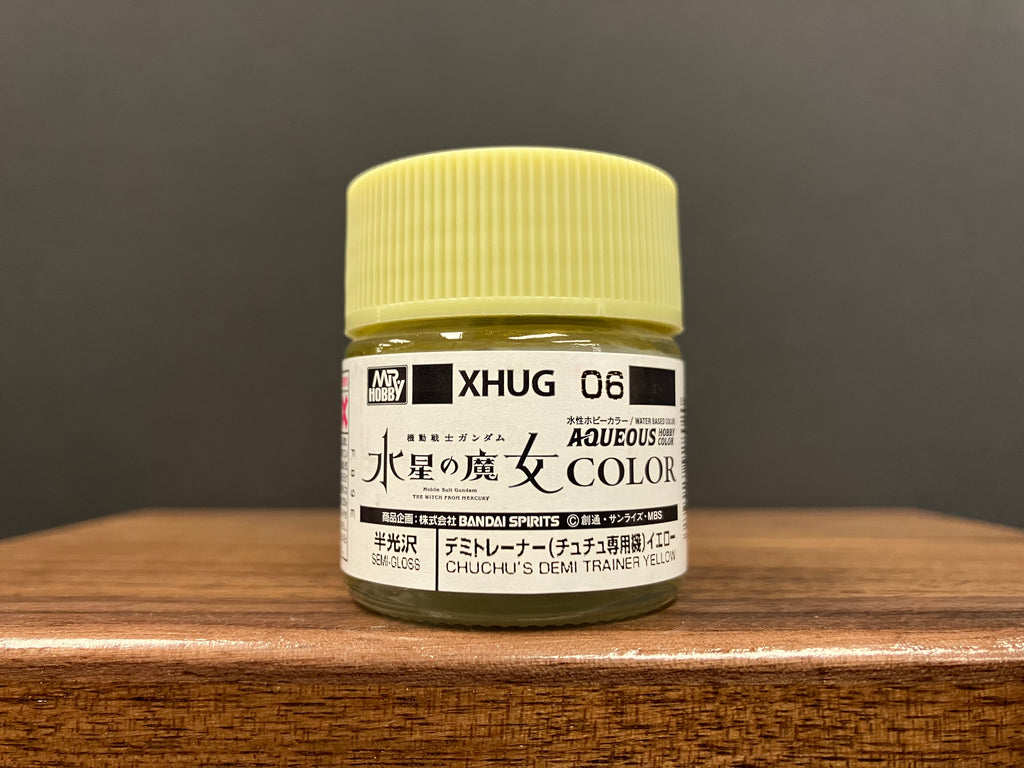 MR HOBBY
XHUG 06
水性ホビーカラー / WATER BASED COLOR
AQUEOUS HOBBY COLOR
機動戦士ガンダム
水星の魔女 COLOR
Mobile Suit Gundam
THE WITCH FROM MERCURY
商品企画:株式会社 BANDAI SPIRITS ©創通・サンライズ・MBS
半光沢
SEMI-GLOSS
デミトレーナー(チュチュ専用機)イエロー
CHUCHU'S DEMI TRAINER YELLOW